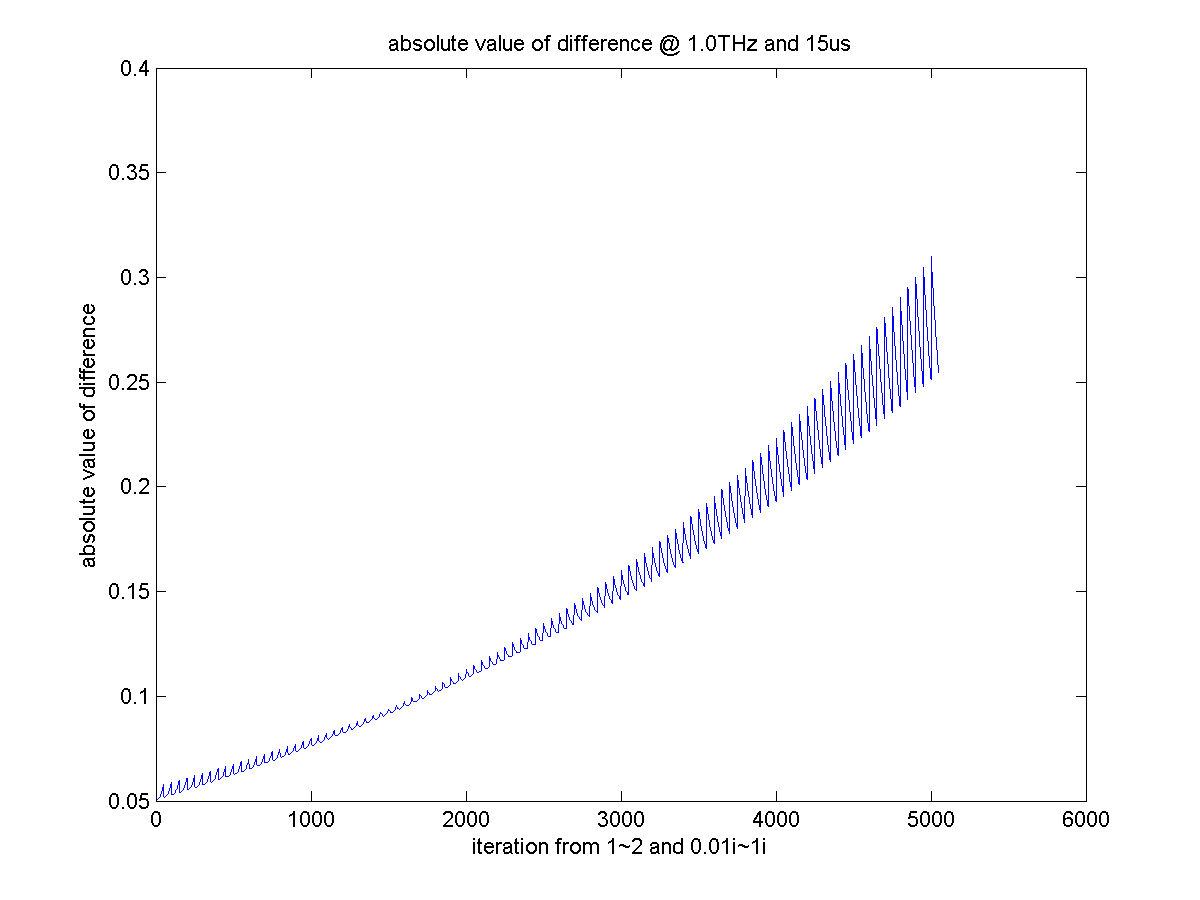 absolute value of difference @ 1.0THz and 15us
0.4
0.35
0.3
0.25
0.2
0.15
0.1
0.05
absolute value of difference
0 1000 2000 3000 4000 5000 6000
iteration from 1~2 and 0.01i~1i